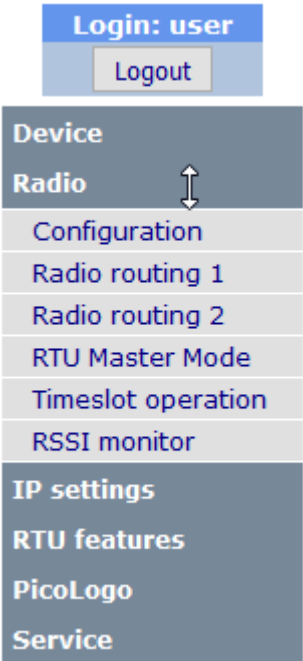 Login: user
Logout
Device
Radio
Configuration
Radio routing 1
Radio routing 2
RTU Master Mode
Timeslot operation
RSSI monitor
IP settings
RTU features
PicoLogo
Service